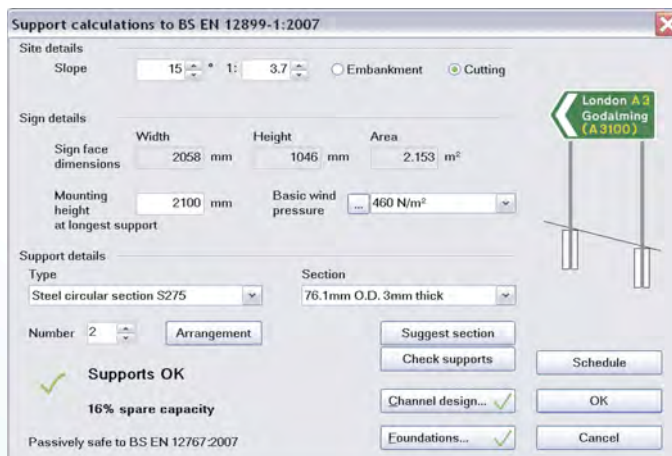 Support calculations to BS EN 12899-1:2007
Site details
Slope 15 ° 1: 3.7 Embankment Cutting
London A3
Godalming
(A3100)
Sign details
Width Height Area
Sign face dimensions 2058 mm 1046 mm 2.153 m²
Mounting height at longest support 2100 mm Basic wind pressure ... 460 N/m²
Support details
Type Section
Steel circular section S275 76.1mm O.D. 3mm thick
Number 2 Arrangement Suggest section
Check supports Schedule
Supports OK
16% spare capacity Channel design... OK
Passively safe to BS EN 12767:2007 Foundations... Cancel